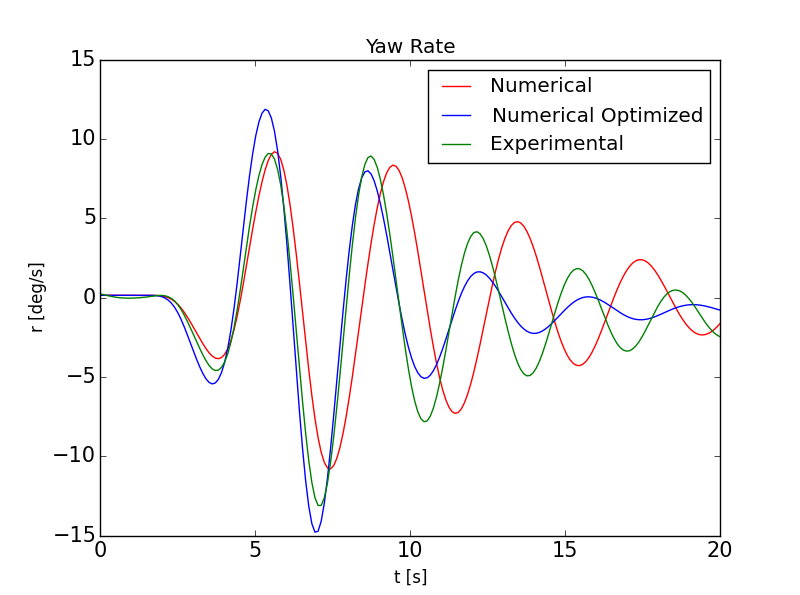 Yaw Rate
15
10
5
0
−5
−10
−15
r [deg/s]
Numerical
Numerical Optimized
Experimental
0 5 10 15 20
t [s]